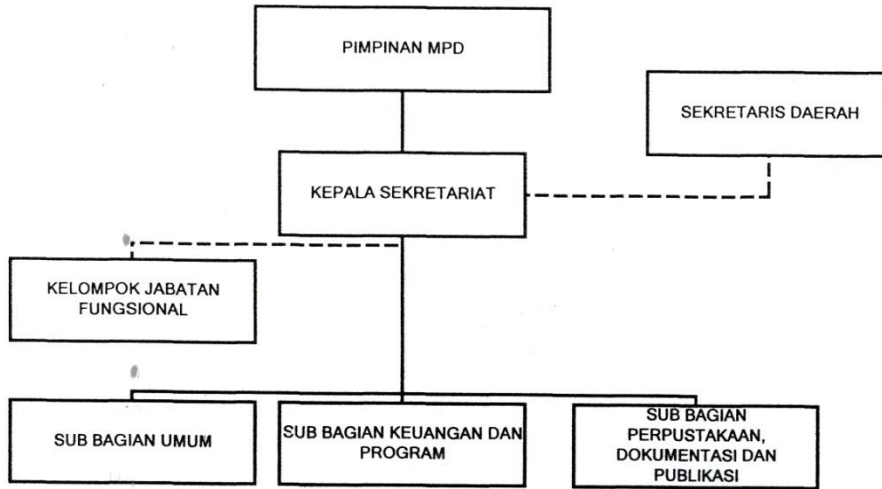 PIMPINAN MPD
SEKRETARIS DAERAH
KEPALA SEKRETARIAT
KELOMPOK JABATAN
FUNGSIONAL
SUB BAGIAN UMUM
SUB BAGIAN KEUANGAN DAN
PROGRAM
SUB BAGIAN
PERPUSTAKAAN,
DOKUMENTASI DAN
PUBLIKASI